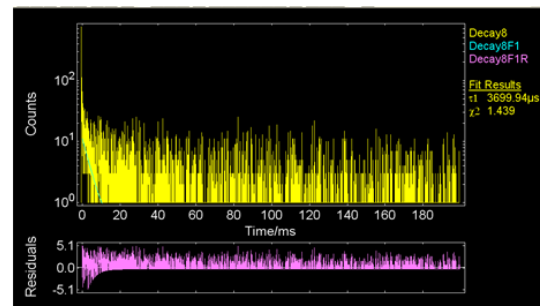 Decay8
Decay8F1
Decay8F1R
Fit Results
τ1 3699.94µs
χ2 1.439
Counts
10²
10¹
10⁰
0 20 40 60 80 100 120 140 160 180
Time/ms
Residuals
5.1
0.0
-5.1